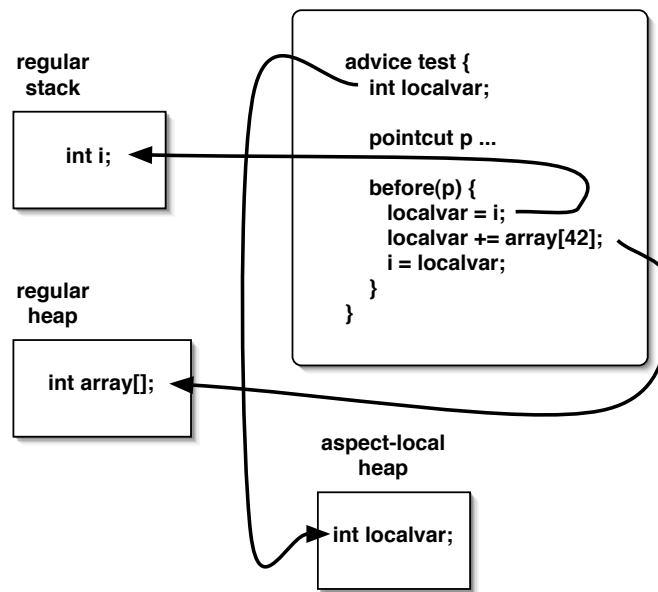 regular
stack
int i;
regular
heap
int array[];
advice test {
int localvar;
pointcut p ...
before(p) {
localvar = i;
localvar += array[42];
i = localvar;
}
}
aspect-local
heap
int localvar;